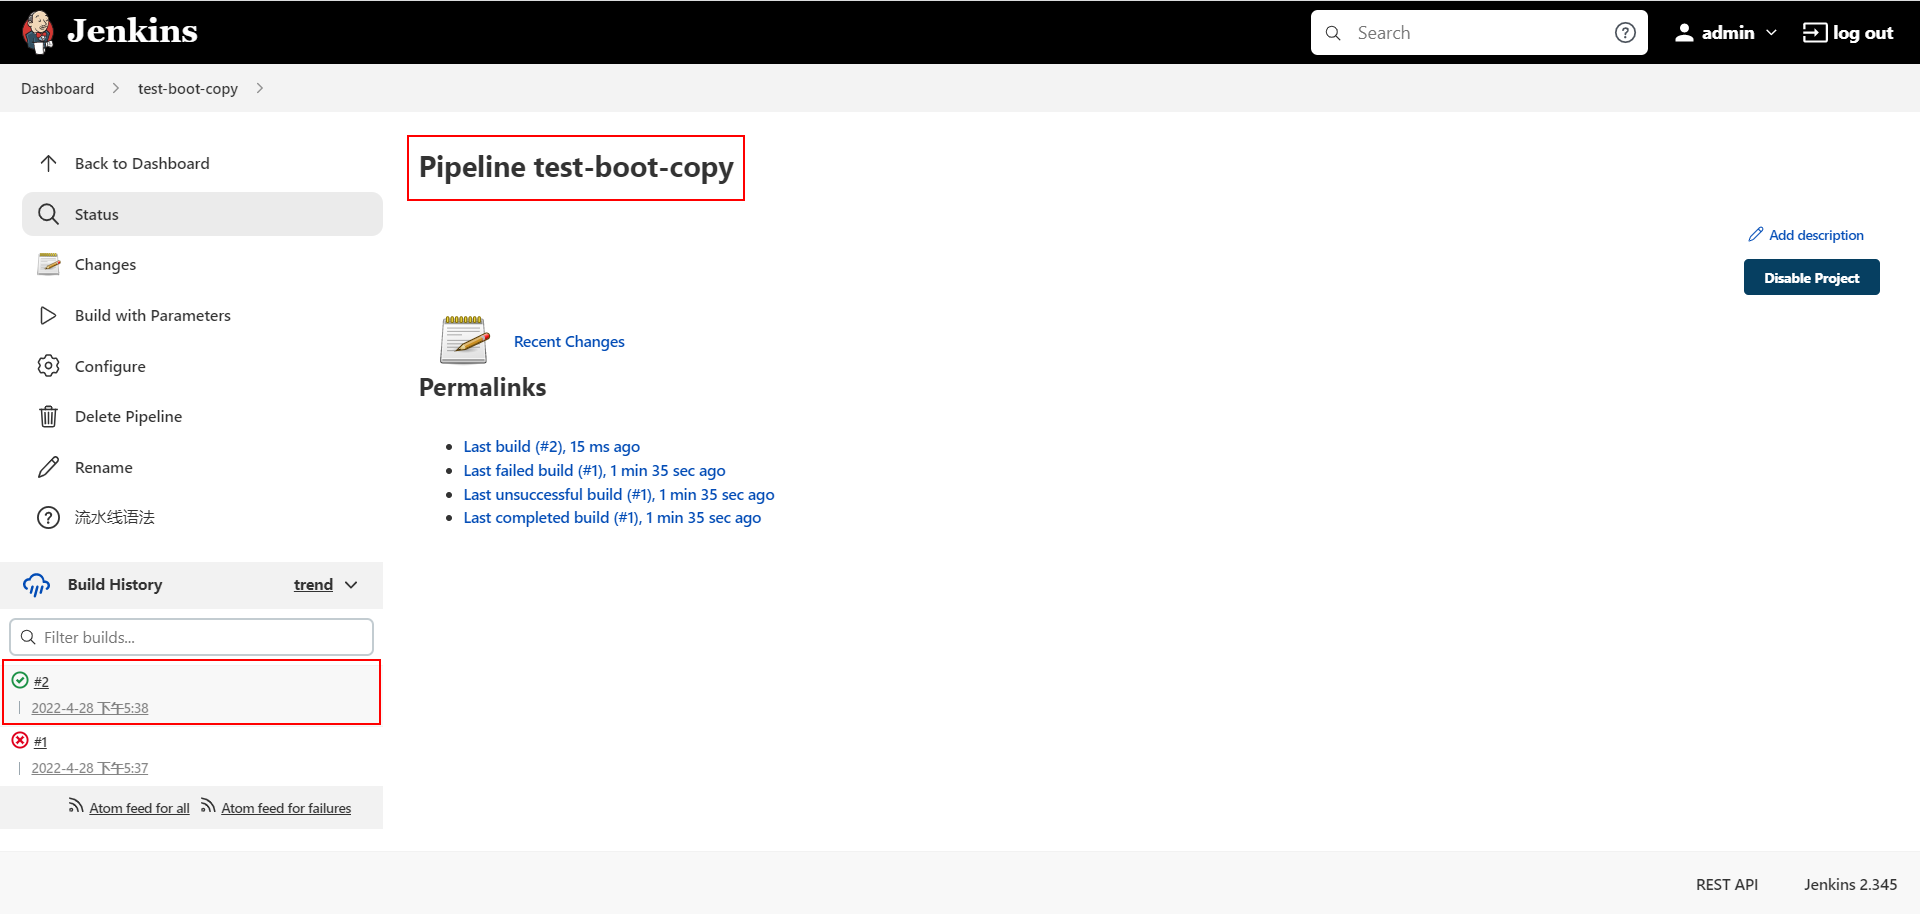 Jenkins
Search
admin
log out
Dashboard
test-boot-copy
Back to Dashboard
Status
Changes
Build with Parameters
Configure
Delete Pipeline
Rename
流水线语法
Build History
trend
Filter builds...
#2
2022-4-28 下午5:38
#1
2022-4-28 下午5:37
Atom feed for all
Atom feed for failures
Pipeline test-boot-copy
Add description
Disable Project
Recent Changes
Permalinks
Last build (#2), 15 ms ago
Last failed build (#1), 1 min 35 sec ago
Last unsuccessful build (#1), 1 min 35 sec ago
Last completed build (#1), 1 min 35 sec ago
REST API
Jenkins 2.345